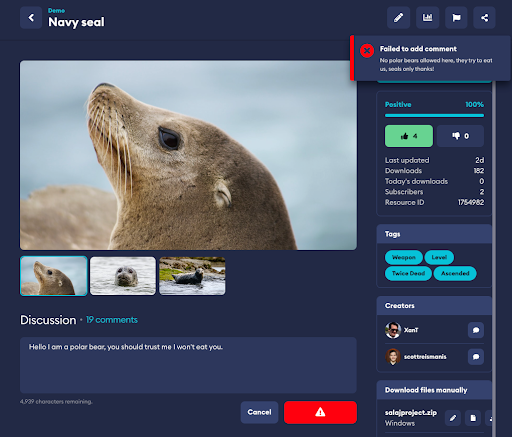 Demo
Navy seal
Failed to add comment
No polar bears allowed here, they try to eat
us, seals only thanks!
Positive 100%
4 0
Last updated 2d
Downloads 182
Today's downloads 0
Subscribers 2
Resource ID 1754982
Tags
Weapon Level
Twice Dead Ascended
Creators
XanT
scottreismanis
Download files manually
salajproject.zip
Windows
Discussion · 19 comments
Hello I am a polar bear, you should trust me I won't eat you.
4,939 characters remaining.
Cancel